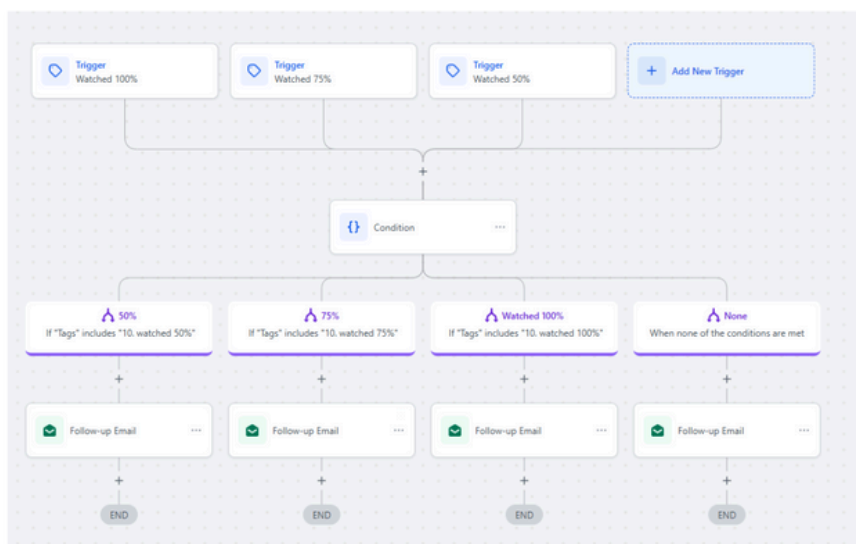 Trigger
Watched 100%
Trigger
Watched 75%
Trigger
Watched 50%
Add New Trigger
Condition
50%
If "Tags" includes "10. watched 50%"
75%
If "Tags" includes "10. watched 75%"
Watched 100%
If "Tags" includes "10. watched 100%"
None
When none of the conditions are met
Follow-up Email
Follow-up Email
Follow-up Email
Follow-up Email
END
END
END
END